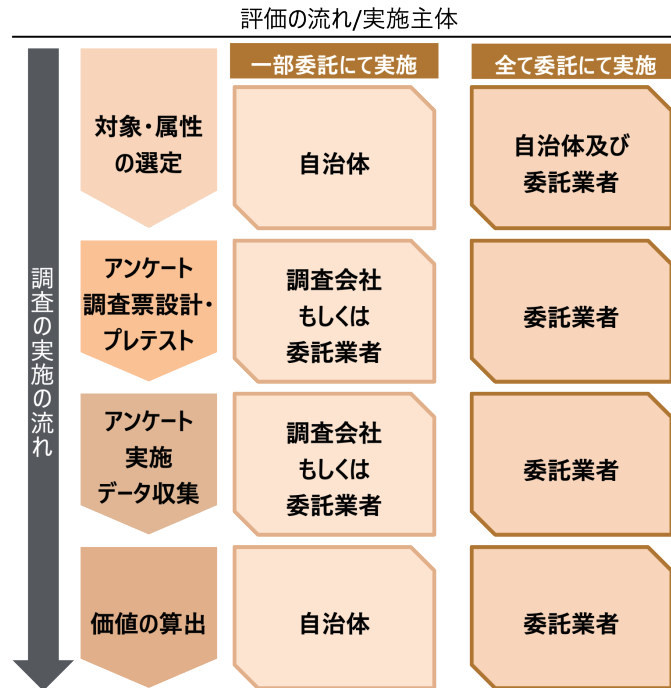 評価の流れ/実施主体
一部委託にて実施
全て委託にて実施
調査の実施の流れ
対象・属性
の選定
自治体
自治体及び
委託業者
アンケート
調査票設計・
プレテスト
調査会社
もしくは
委託業者
委託業者
アンケート
実施
データ収集
調査会社
もしくは
委託業者
委託業者
価値の算出
自治体
委託業者